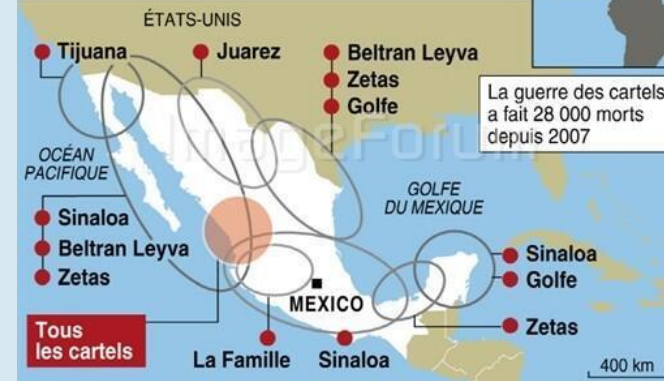 ÉTATS-UNIS
Tijuana
Juarez
Beltran Leyva
Zetas
Golfe
La guerre des cartels
a fait 28 000 morts
depuis 2007
ImageForum
OCÉAN
PACIFIQUE
GOLFE
DU MEXIQUE
Sinaloa
Beltran Leyva
Zetas
Sinaloa
Golfe
MEXICO
Zetas
Tous
les cartels
La Famille
Sinaloa
400 km